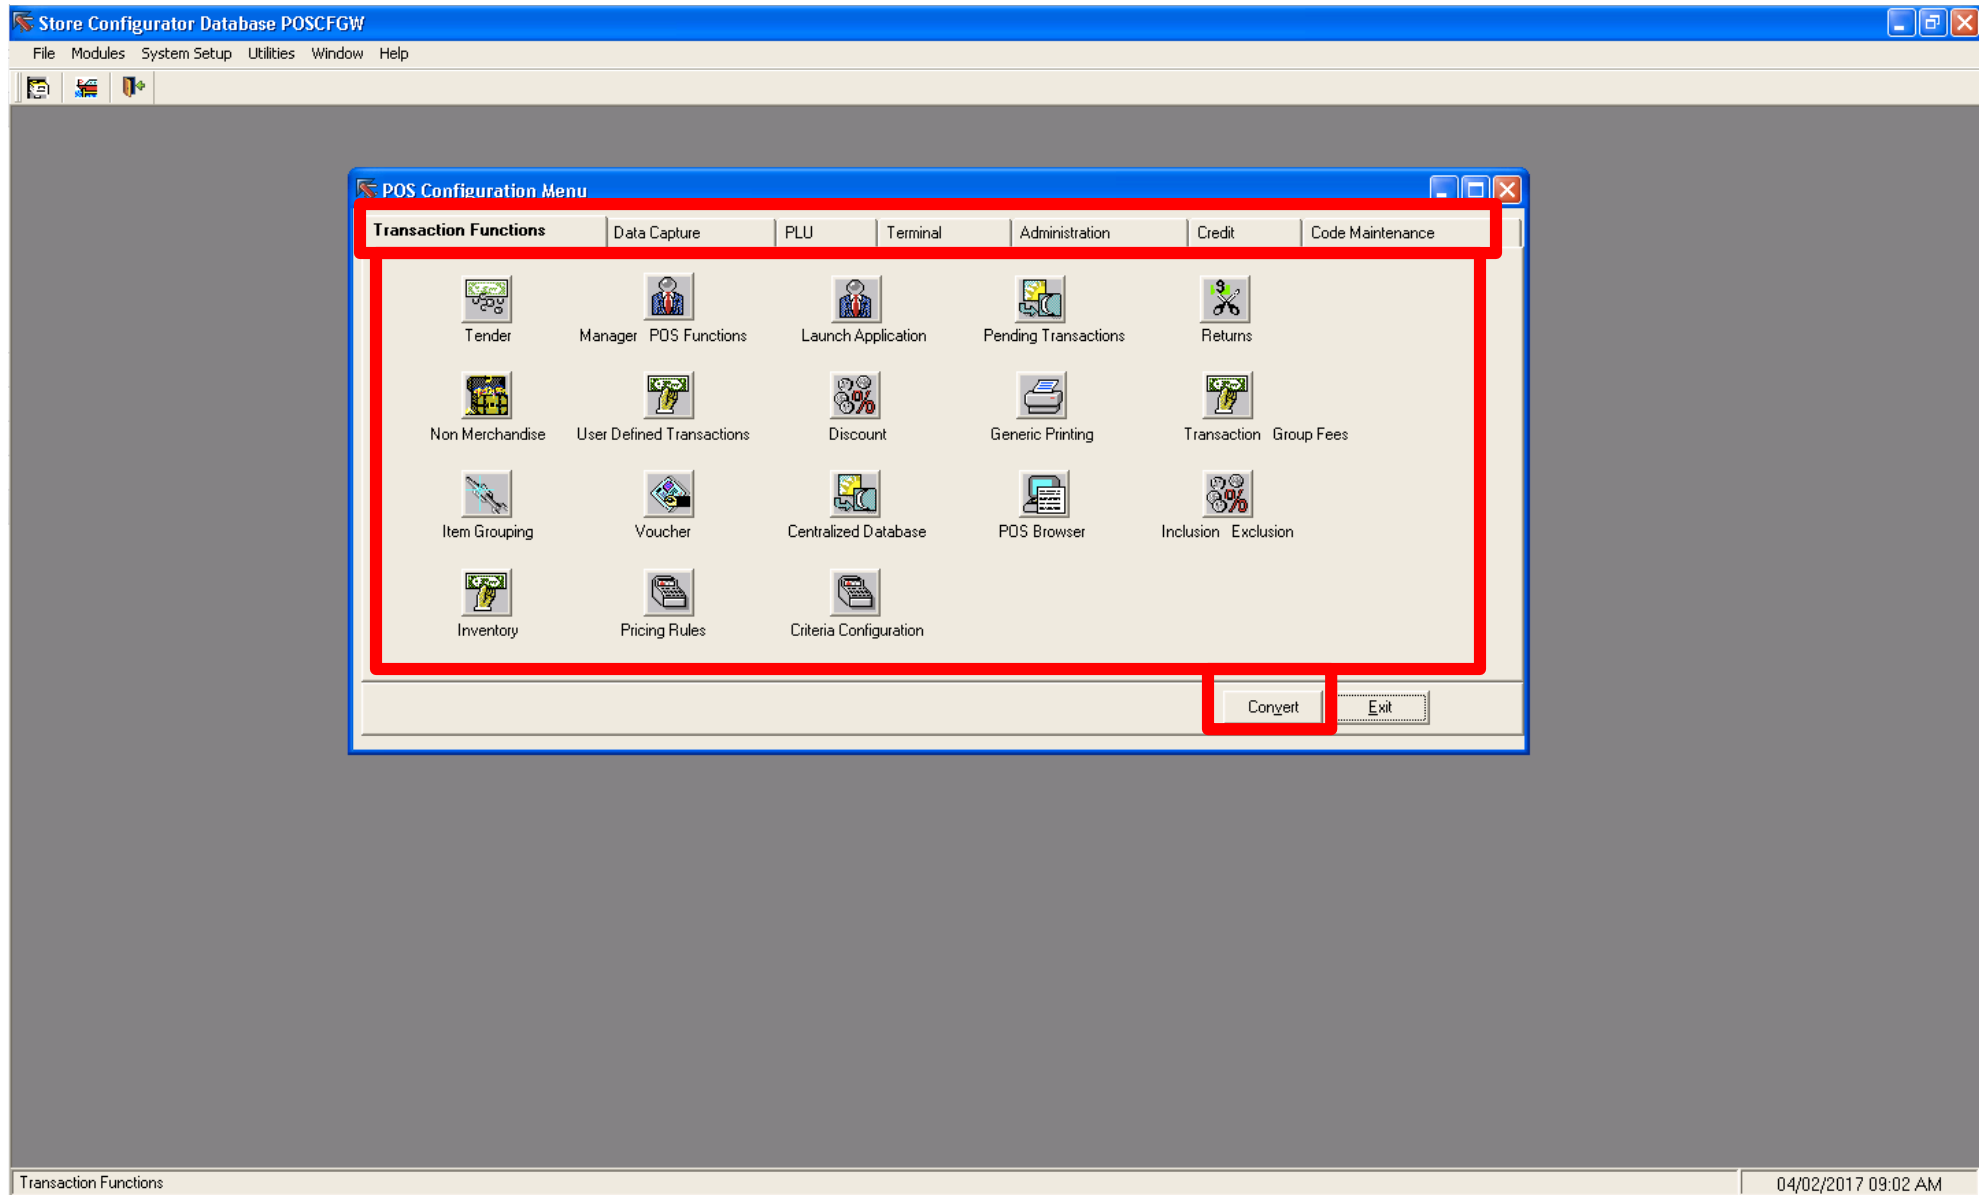 Store Configurator Database POSCFGW
File Modules System Setup Utilities Window Help
POS Configuration Menu
Transaction Functions Data Capture PLU Terminal Administration Credit Code Maintenance
Tender Manager POS Functions Launch Application Pending Transactions Returns
Non Merchandise User Defined Transactions Discount Generic Printing Transaction Group Fees
Item Grouping Voucher Centralized Database POS Browser Inclusion Exclusion
Inventory Pricing Rules Criteria Configuration
Convert Exit
Transaction Functions 04/02/2017 09:02 AM